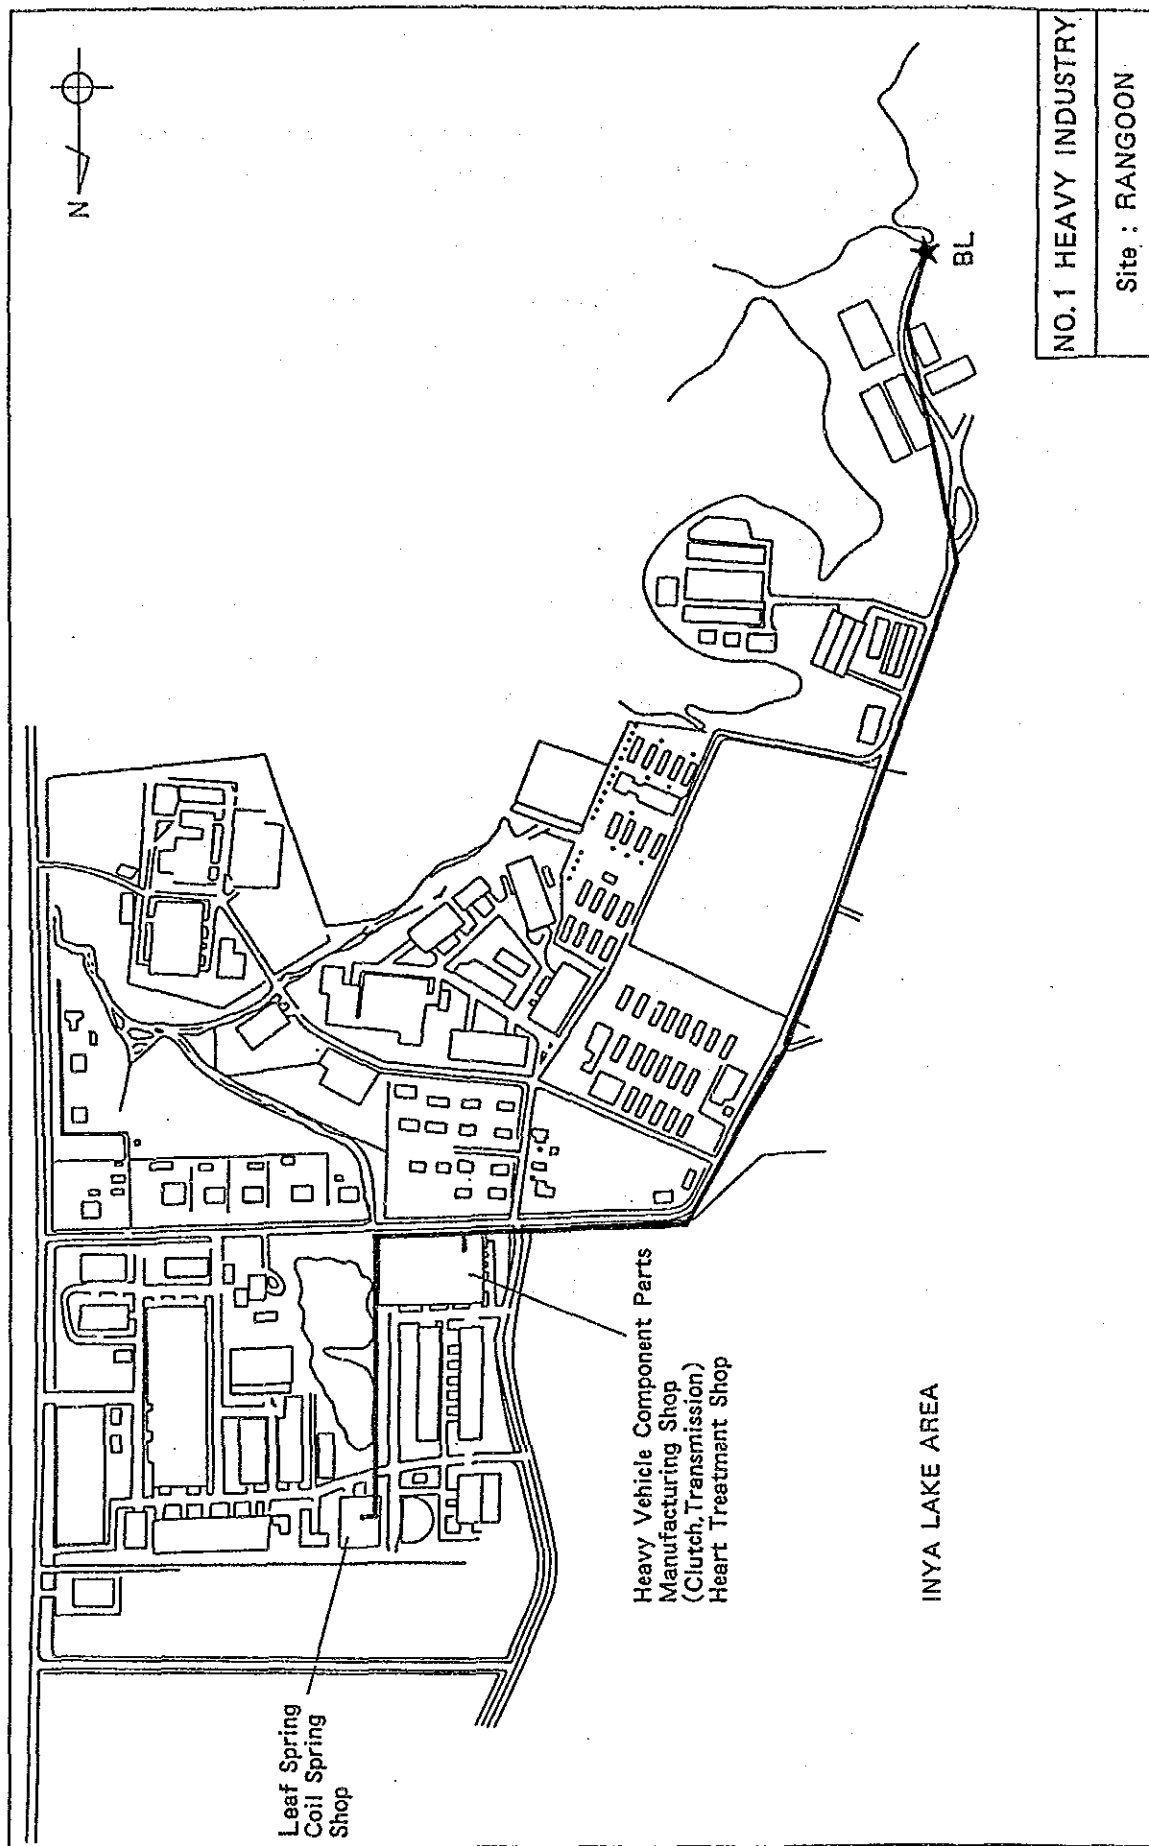 N
NO.1 HEAVY INDUSTRY
Site : RANGOON
BL
Heavy Vehicle Component Parts
Manufacturing Shop
(Clutch,Transmission)
Heart Treatment Shop
Leaf Spring
Coil Spring
Shop
INYA LAKE AREA